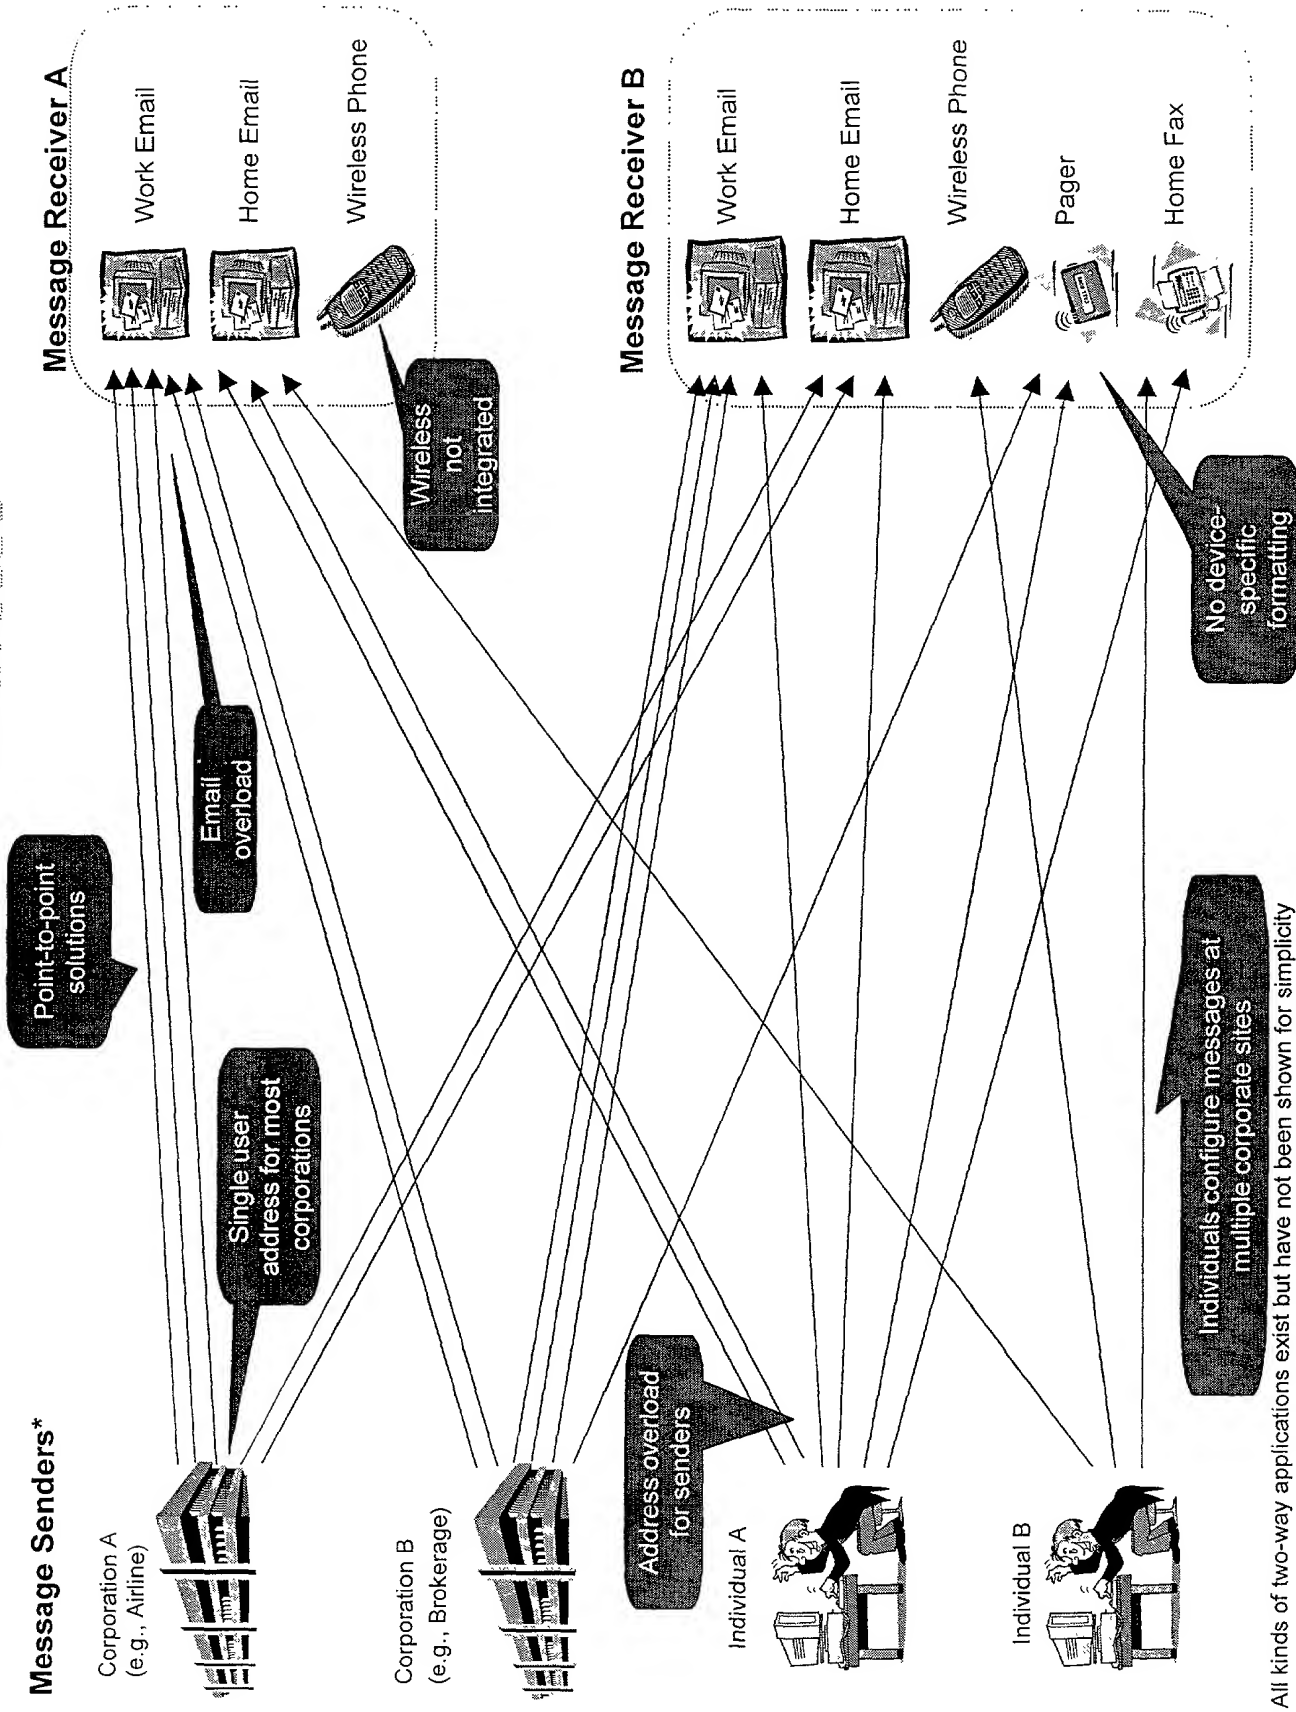 Message Senders*
Corporation A
(e.g., Airline)
Corporation B
(e.g., Brokerage)
Individual A
Individual B
Point-to-point
solutions
Single user
address for most
corporations
Email
overload
Address overload
for senders
Individuals configure messages at
multiple corporate sites
Wireless
not
integrated
No device-
specific
formatting
Message Receiver A
Work Email
Home Email
Wireless Phone
Message Receiver B
Work Email
Home Email
Wireless Phone
Pager
Home Fax
All kinds of two-way applications exist but have not been shown for simplicity